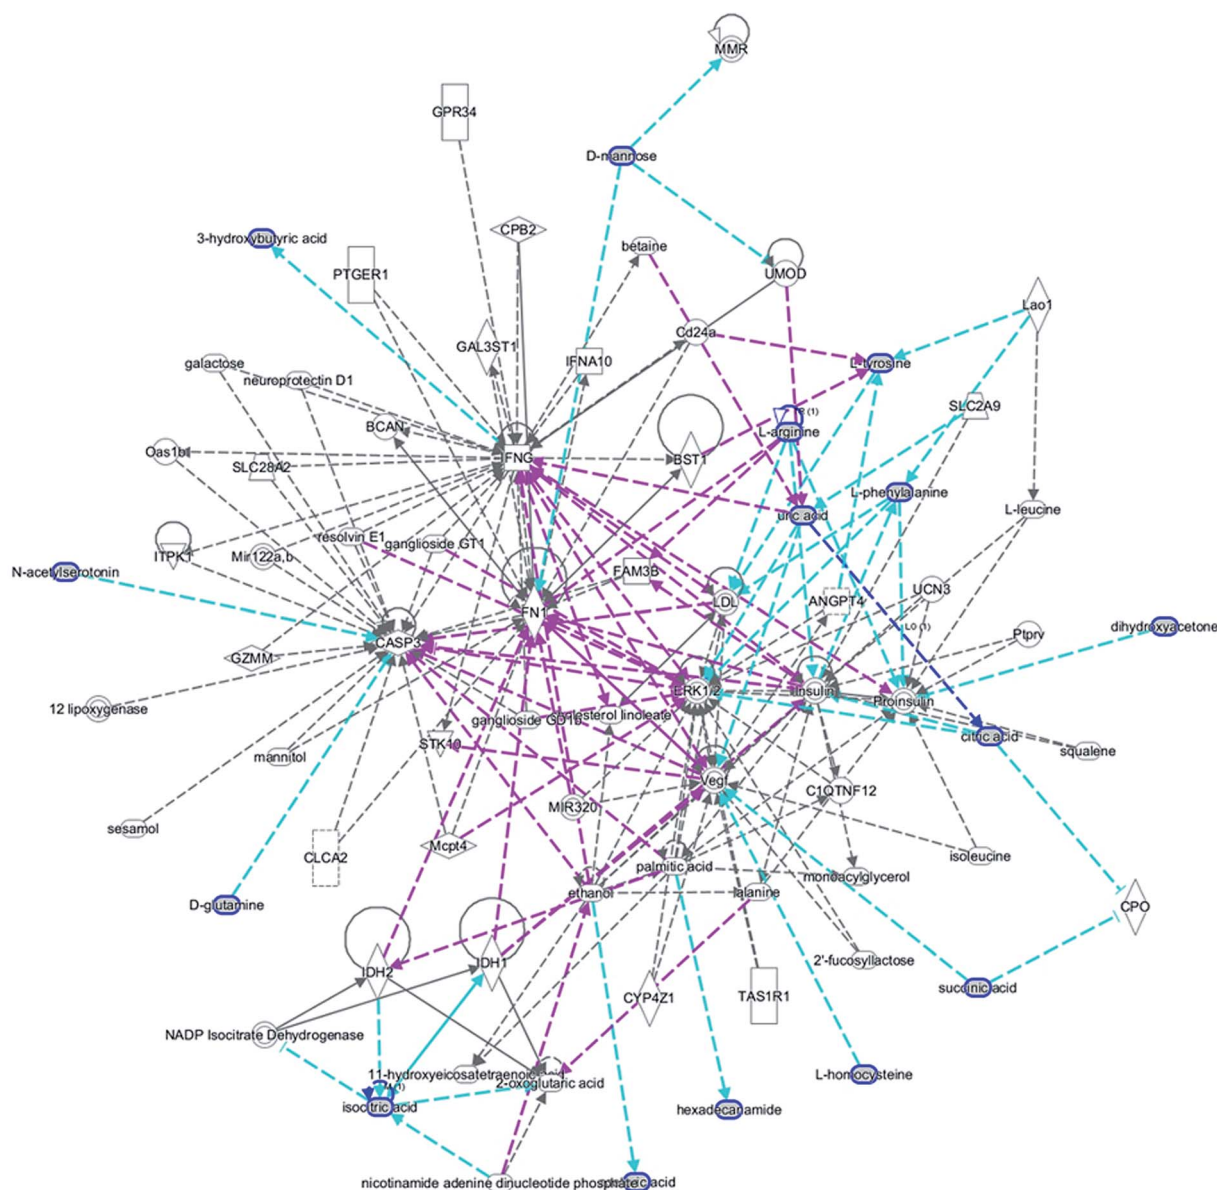 MMR
GPR34
D-mannose
3-hydroxybutyric acid
CPB2
betaine
PTGER1
UMOD
Lao1
Cd24a
GAL3ST1
IFNA10
galactose
L-tyrosine
neuroprotectin D1
SLC2A9
BCAN
L-arginine
Oas1b
SLC28A2
IFNG
BST1
L-phenylalanine
uric acid
L-leucine
resolvin E1
ganglioside GT1
ITPK1
Mir122a,b
N-acetylserotonin
FAM3B
UCN3
LDL
ANGPT4
FN1
L0 (1)
dihydroxyacetone
Ptprv
CASP3
GZMM
ERK1/2
Insulin
Proinsulin
12 lipoxygenase
ganglioside GD1b
cholesterol linoleate
citric acid
STK10
squalene
mannitol
Vegf
C1QTNF12
MIR320
sesamol
Mcpt4
CLCA2
isoleucine
palmitic acid
monoacylglycerol
ethanol
alanine
D-glutamine
CPO
2'-fucosyllactose
IDH2
IDH1
succinic acid
CYP4Z1
TAS1R1
NADP Isocitrate Dehydrogenase
11-hydroxyeicosatetraenoic acid
2-oxoglutaric acid
L-homocysteine
isocitric acid
hexadecanamide
nicotinamide adenine dinucleotide phosphate
acid